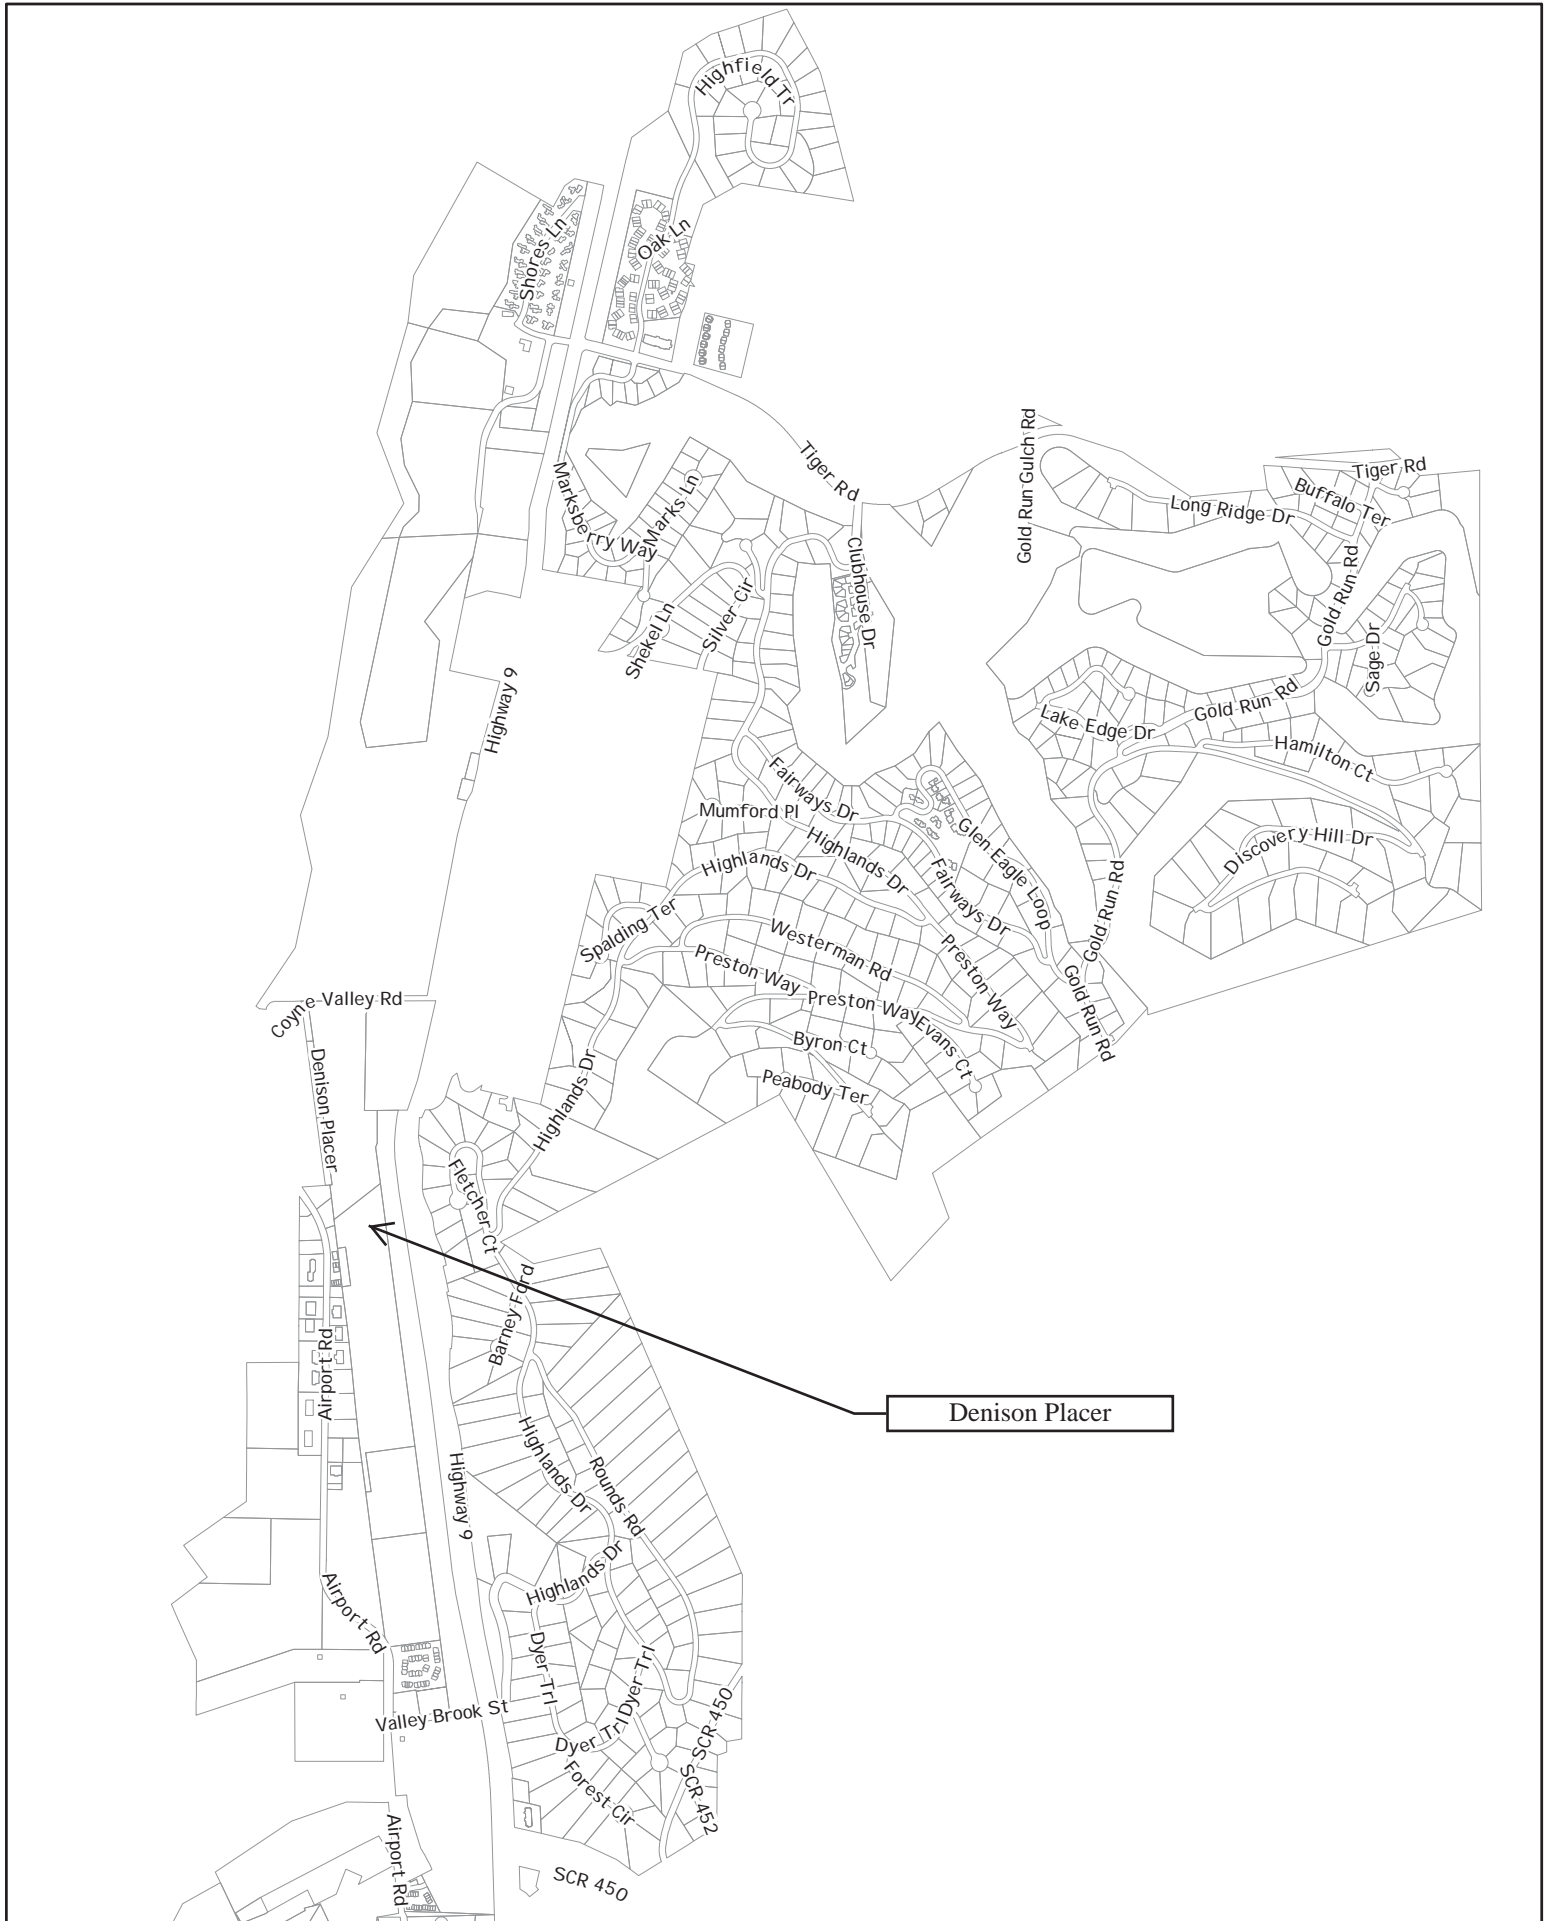 Highfield Tr
Shores Ln
Oak Ln
Tiger Rd
Gold Run Gulch Rd
Tiger Rd
Buffalo Ter
Long Ridge Dr
Marksberry Way
Marks Ln
Clubhouse Dr
Gold Run Rd
Shekel Ln
Silver Cir
Sage Dr
Highway 9
Lake Edge Dr
Gold Run Rd
Hamilton Ct
Fairways Dr
Mumford Pl
Highlands Dr
Highlands Dr
Glen Eagle Loop
Discovery Hill Dr
Fairways Dr
Gold Run Rd
Spalding Ter
Westerman Rd
Preston Way
Preston Way
Preston Way
Gold Run Rd
Coyne Valley Rd
Evans Ct
Byron Ct
Peabody Ter
Denison Placer
Highlands Dr
Fletcher Ct
Barney Ford
Airport Rd
Denison Placer
Highlands Dr
Highway 9
Rounds Rd
Highlands Dr
Airport Rd
Dyer Trl
Dyer Trl
Dyer Trl
SCR 450
Valley Brook St
Forest Cir
SCR 452
Airport Rd
SCR 450